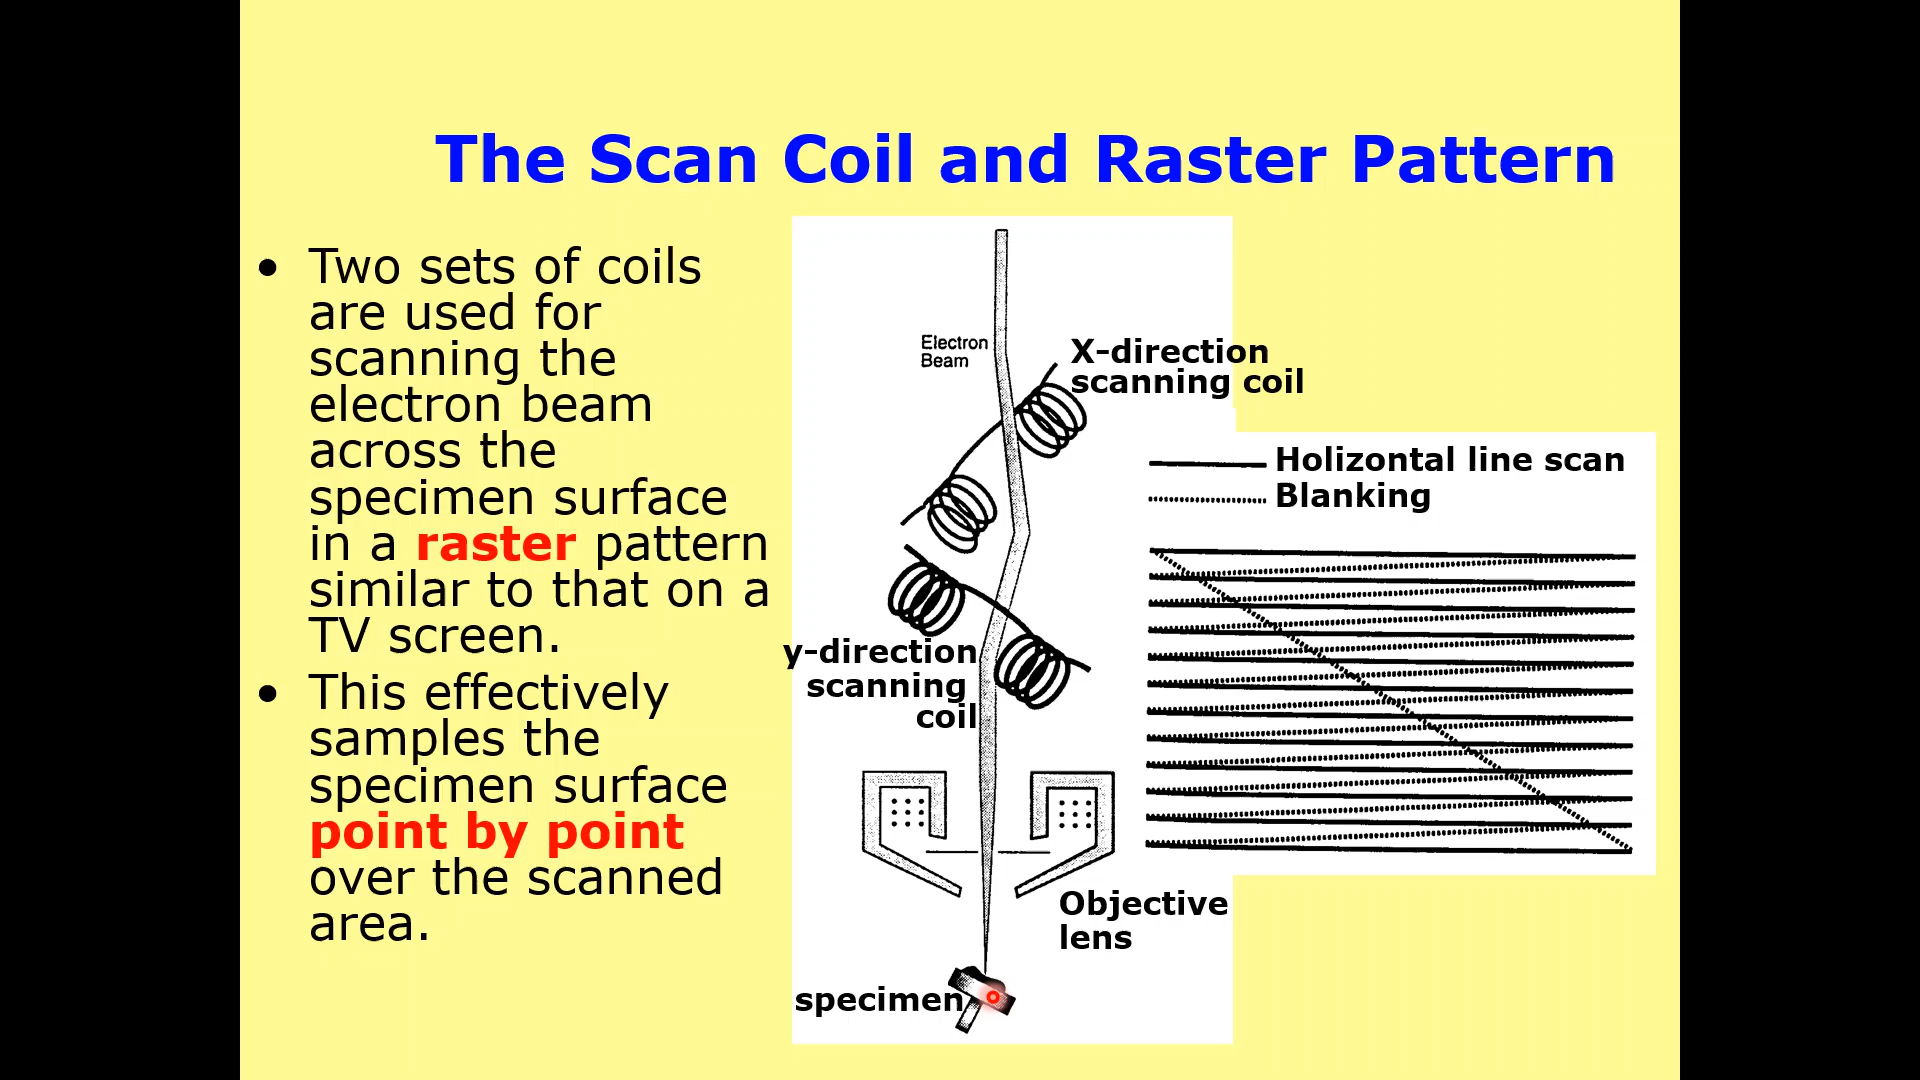 The Scan Coil and Raster Pattern
• Two sets of coils
are used for
scanning the
electron beam
across the
specimen surface
in a raster pattern
similar to that on a
TV screen.
• This effectively
samples the
specimen surface
point by point
over the scanned
area.
Electron
Beam
X-direction
scanning coil
y-direction
scanning
coil
Objective
lens
specimen
Holizontal line scan
Blanking